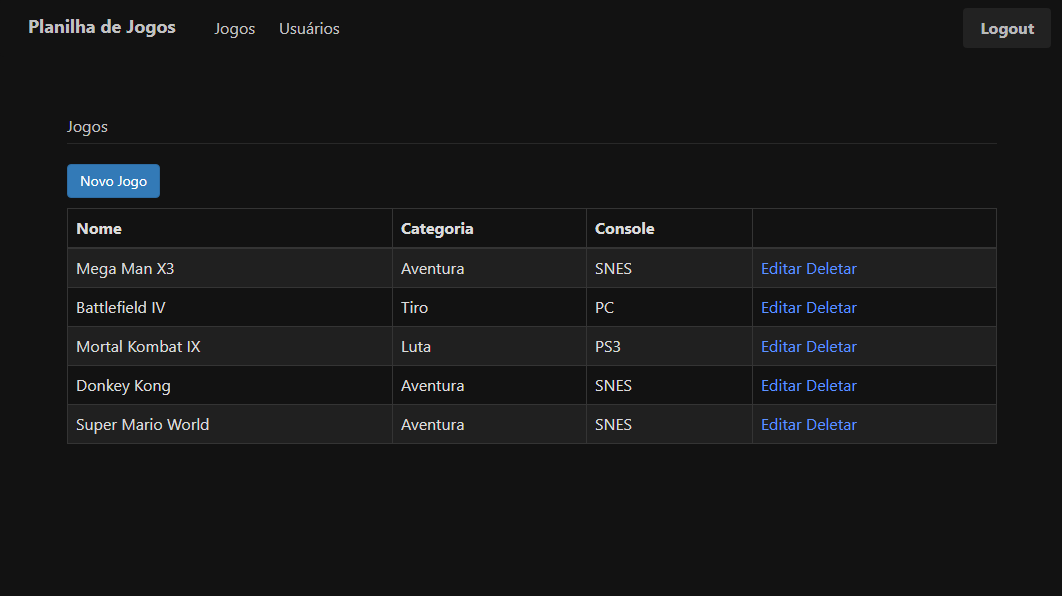 Planilha de Jogos Jogos Usuários Logout
Jogos
Novo Jogo
Nome Categoria Console
Mega Man X3 Aventura SNES Editar Deletar
Battlefield IV Tiro PC Editar Deletar
Mortal Kombat IX Luta PS3 Editar Deletar
Donkey Kong Aventura SNES Editar Deletar
Super Mario World Aventura SNES Editar Deletar